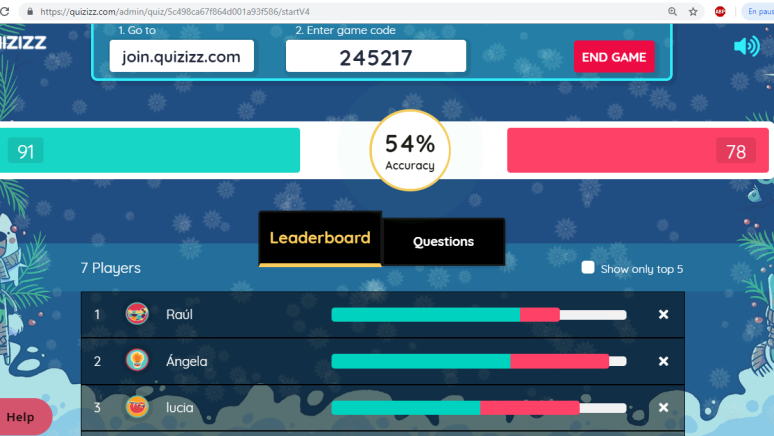 https://quizizz.com/admin/quiz/5c498ca67f864d001a93f586/startV4
ABP
En paus
IZIZZ
1. Go to
2. Enter game code
join.quizizz.com
245217
END GAME
91
54%
Accuracy
78
Leaderboard
Questions
7 Players
Show only top 5
1 Raúl
2 Ángela
3 lucia
Help